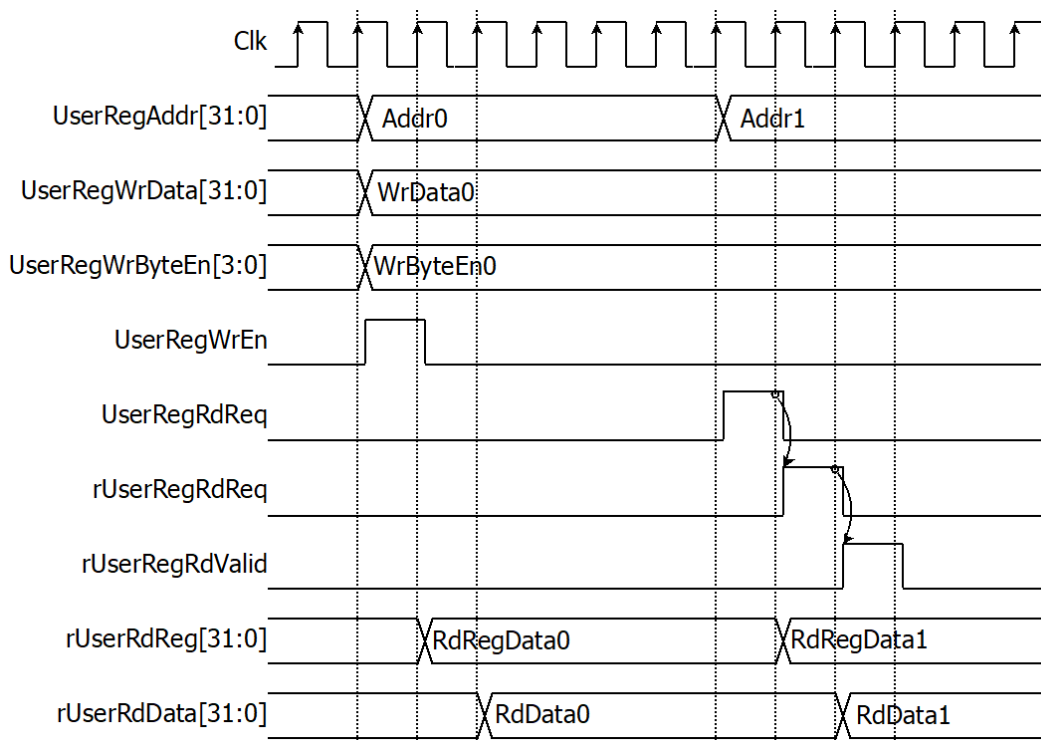 Clk
UserRegAddr[31:0] Addr0 Addr1
UserRegWrData[31:0] WrData0
UserRegWrByteEn[3:0] WrByteEn0
UserRegWrEn
UserRegRdReq
rUserRegRdReq
rUserRegRdValid
rUserRdReg[31:0] RdRegData0 RdRegData1
rUserRdData[31:0] RdData0 RdData1